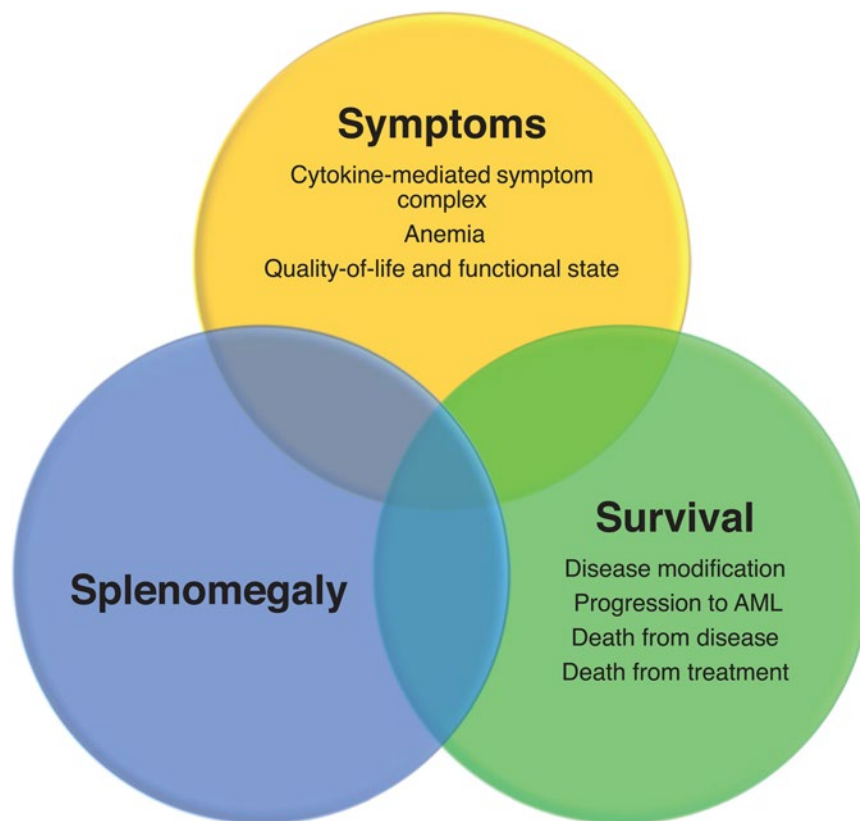 Symptoms
Cytokine-mediated symptom
complex
Anemia
Quality-of-life and functional state
Splenomegaly
Survival
Disease modification
Progression to AML
Death from disease
Death from treatment